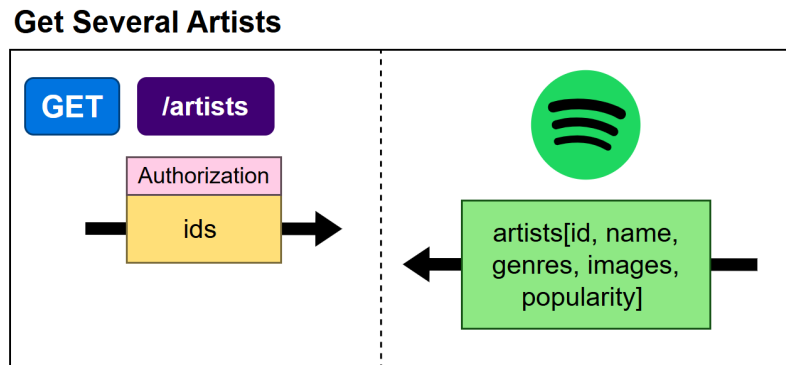 Get Several Artists
GET
/artists
Authorization
ids
artists[id, name,
genres, images,
popularity]